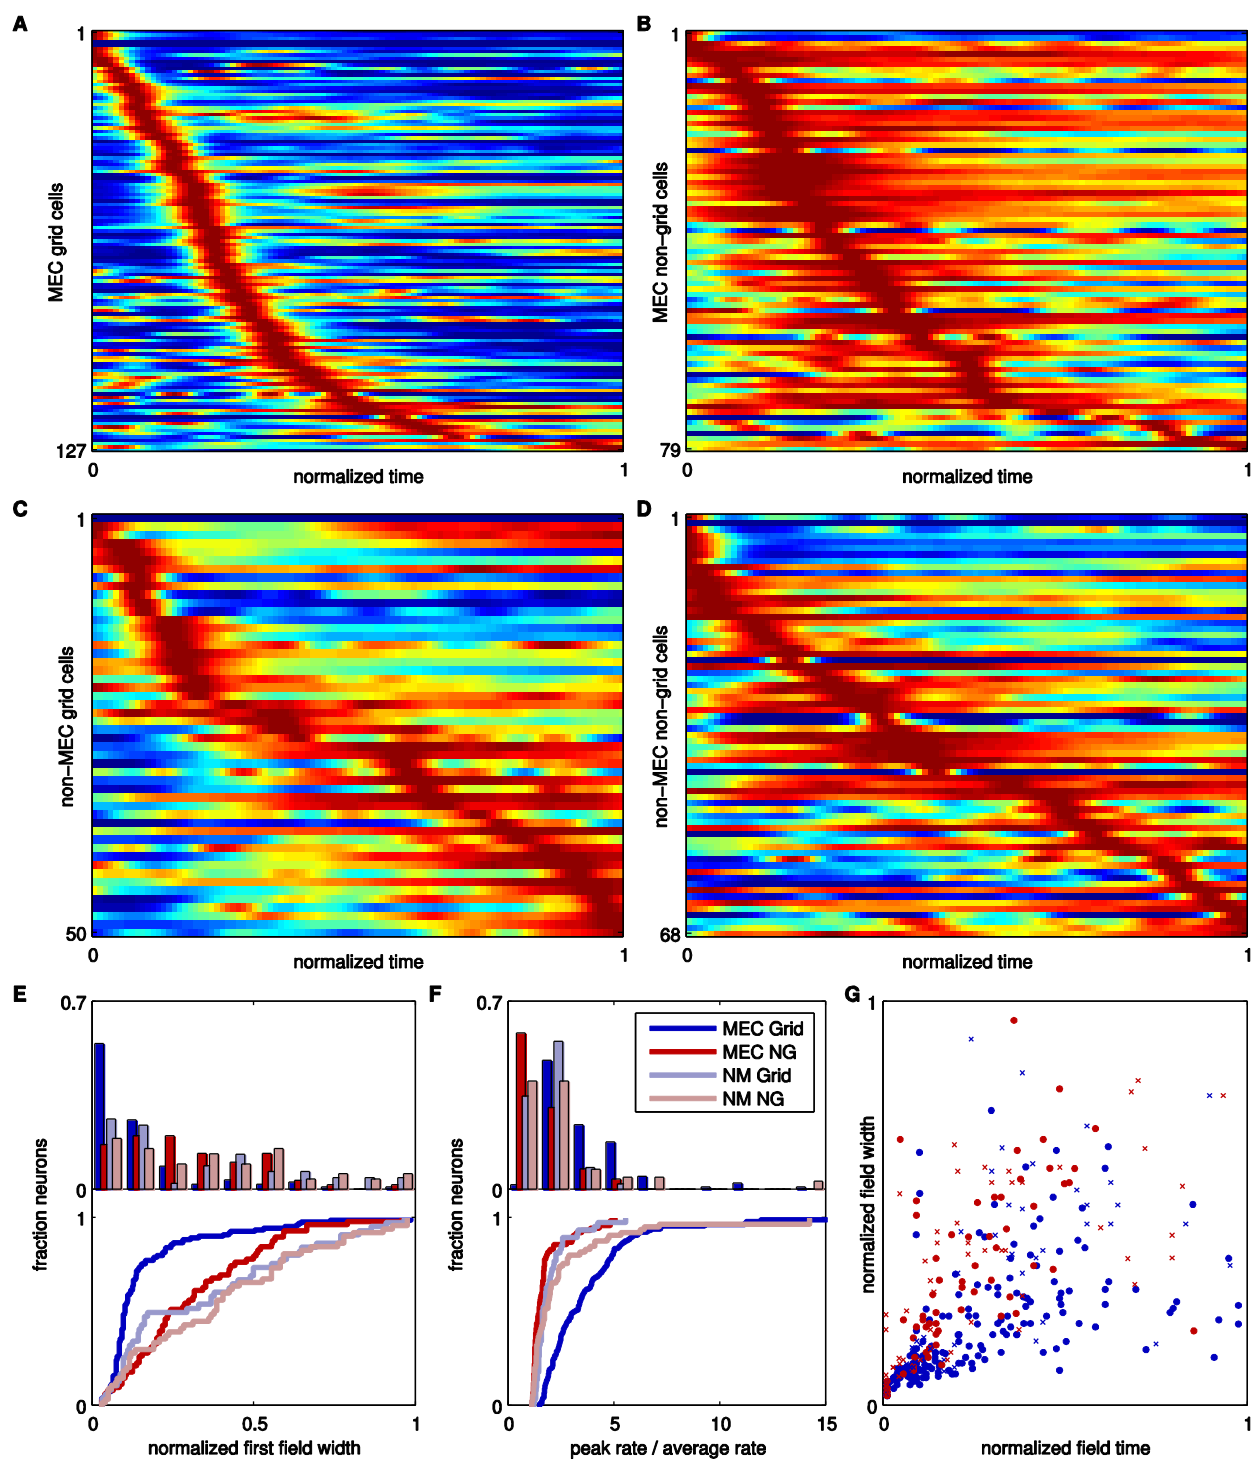 A
1
MEC grid cells
127
0
normalized time
1
B
1
MEC non-grid cells
79
0
normalized time
1
C
1
non-MEC grid cells
50
0
normalized time
1
D
1
non-MEC non-grid cells
68
0
normalized time
1
E
0.7
0
fraction neurons
1
0
0
0.5
1
normalized first field width
F
0.7
0
fraction neurons
1
0
0
5
10
15
peak rate / average rate
MEC Grid
MEC NG
NM Grid
NM NG
G
1
normalized field width
0
0
1
normalized field time